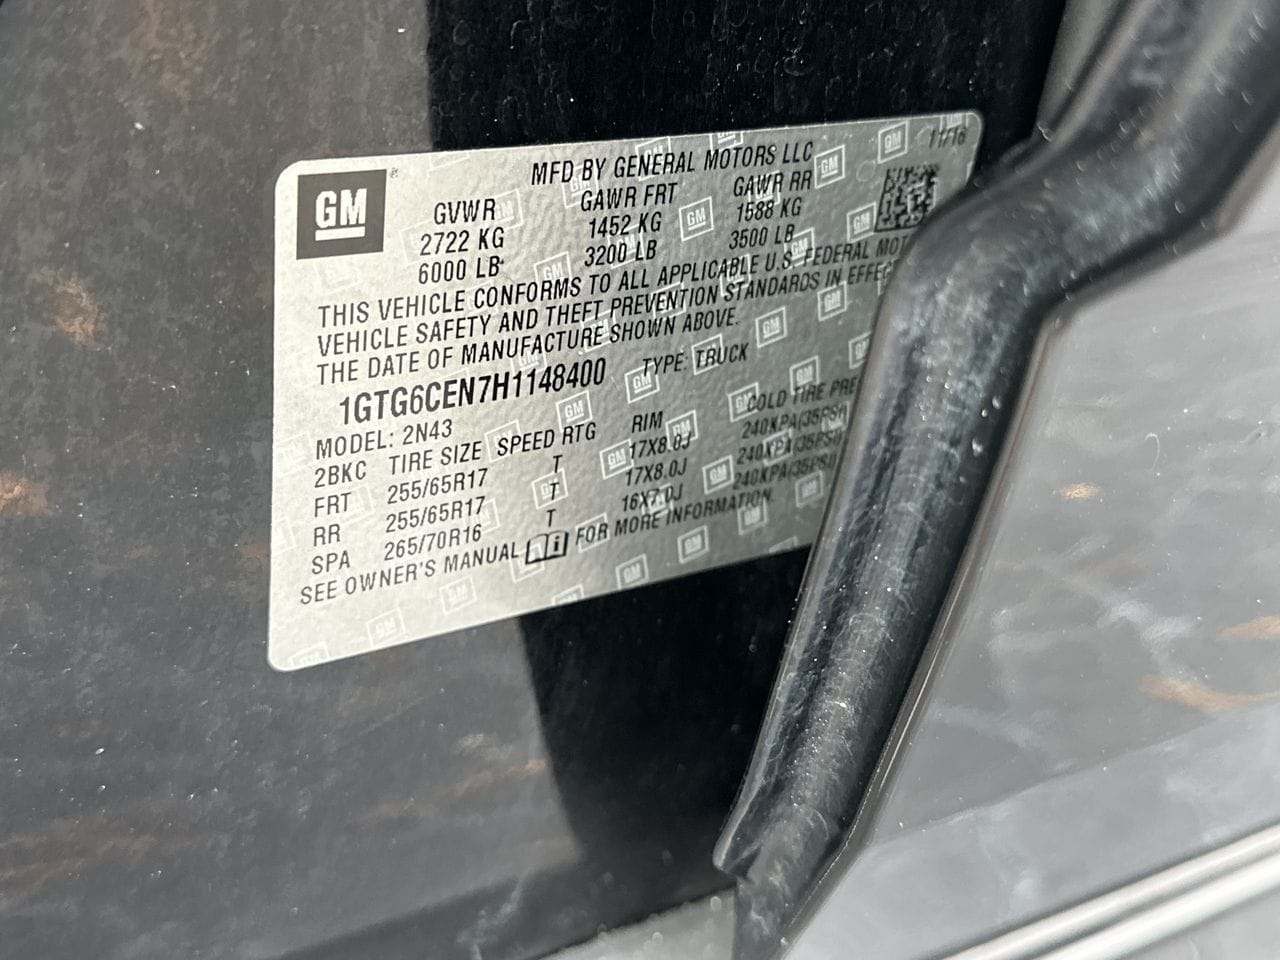 MFD BY GENERAL MOTORS LLC 11/16
GM
GVWR GAWR FRT GAWR RR
2722 KG 1452 KG 1588 KG
6000 LB 3200 LB 3500 LB
THIS VEHICLE CONFORMS TO ALL APPLICABLE U.S. FEDERAL MOT
VEHICLE SAFETY AND THEFT PREVENTION STANDARDS IN EFFEC
THE DATE OF MANUFACTURE SHOWN ABOVE.
1GTG6CEN7H1148400 TYPE: TRUCK
MODEL: 2N43
2BKC TIRE SIZE SPEED RTG RIM COLD TIRE PRE
FRT 255/65R17 T 17X8.0J 240KPA(35PSI)
RR 255/65R17 T 17X8.0J 240KPA(35PSI)
SPA 265/70R16 T 16X7.0J 240KPA(35PSI)
SEE OWNER'S MANUAL FOR MORE INFORMATION.